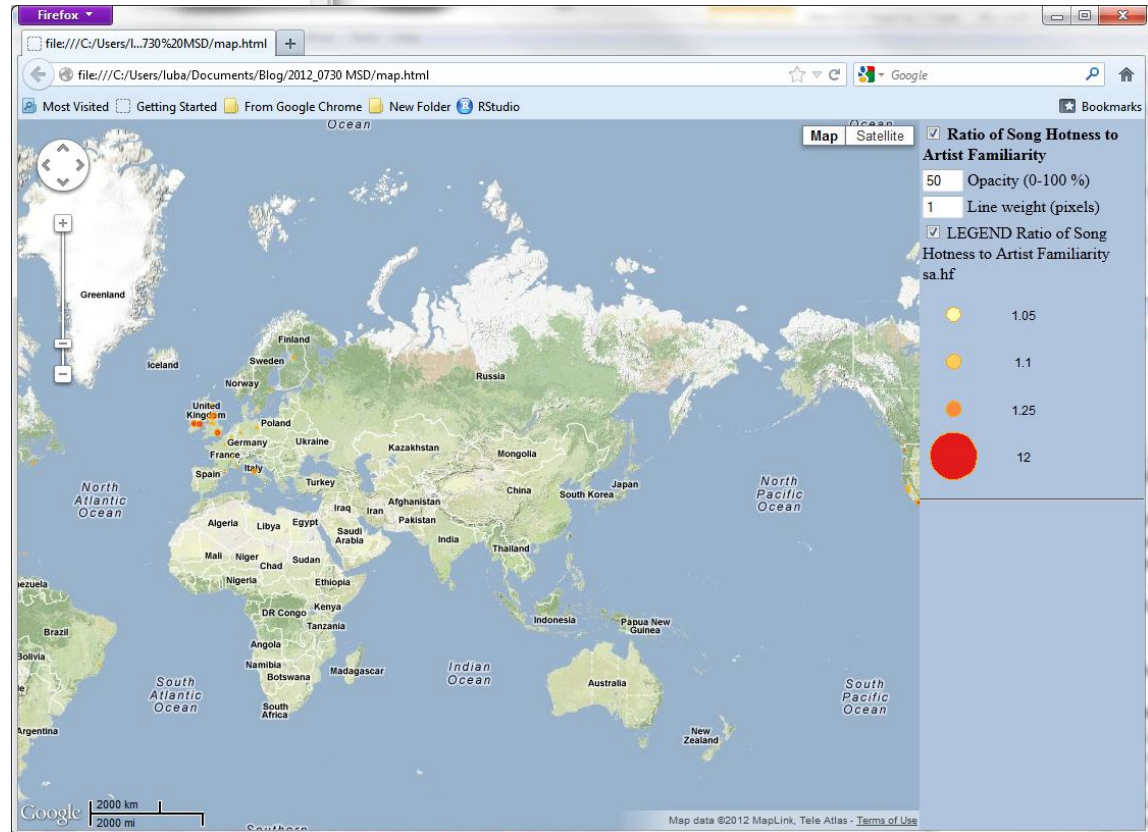 Firefox
file:///C:/Users/l...730%20MSD/map.html
+
file:///C:/Users/luba/Documents/Blog/2012_0730 MSD/map.html
Google
Most Visited
Getting Started
From Google Chrome
New Folder
RStudio
Bookmarks
Ocean
Ocean
Map
Satellite
Greenland
Iceland
Finland
Sweden
Norway
Russia
United
Kingdom
Poland
Germany
Ukraine
France
Kazakhstan
Mongolia
Spain
Italy
Turkey
China
Japan
South Korea
North
Atlantic
Ocean
North
Pacific
Ocean
Iraq
Iran
Afghanistan
Pakistan
Algeria
Libya
Egypt
Saudi
Arabia
India
Thailand
Mali
Niger
Chad
Sudan
Nigeria
Ethiopia
ezuela
DR Congo
Kenya
Tanzania
Indonesia
Papua New
Guinea
Brazil
Angola
Bolivia
Namibia
Botswana
Madagascar
Indian
Ocean
Australia
South
Atlantic
Ocean
South
Pacific
Ocean
South
Africa
Argentina
New
Zealand
Google
2000 km
2000 mi
Southern
Map data ©2012 MapLink, Tele Atlas - Terms of Use
Ratio of Song Hotness to
Artist Familiarity
50 Opacity (0-100 %)
1 Line weight (pixels)
LEGEND Ratio of Song
Hotness to Artist Familiarity
sa.hf
1.05
1.1
1.25
12